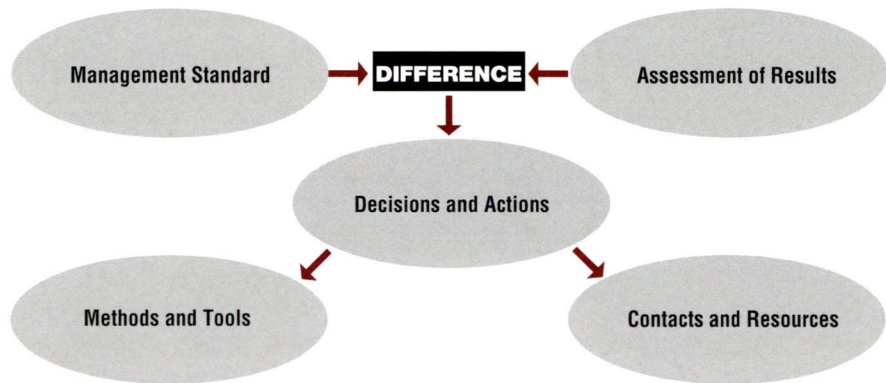 Management Standard
DIFFERENCE
Assessment of Results
Decisions and Actions
Methods and Tools
Contacts and Resources